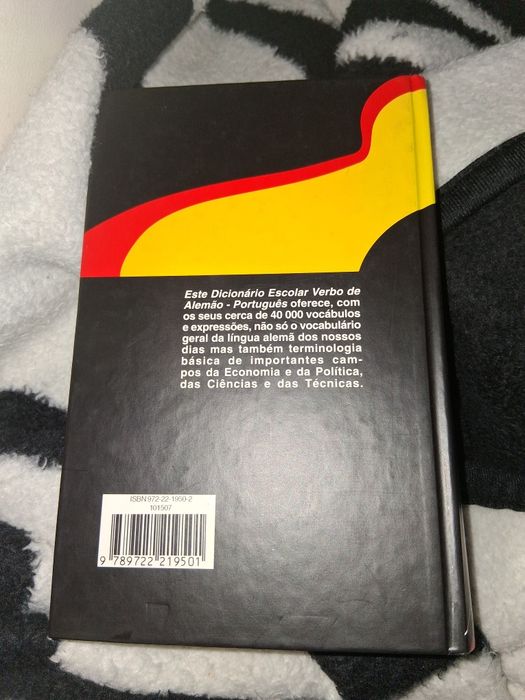 Este Dicionário Escolar Verbo de
Alemão - Português oferece, com
os seus cerca de 40 000 vocábulos
e expressões, não só o vocabulário
geral da língua alemã dos nossos
dias mas também terminologia
básica de importantes cam-
pos da Economia e da Política,
das Ciências e das Técnicas.
ISBN 972-22-1950-2
101507
9 789722 219501